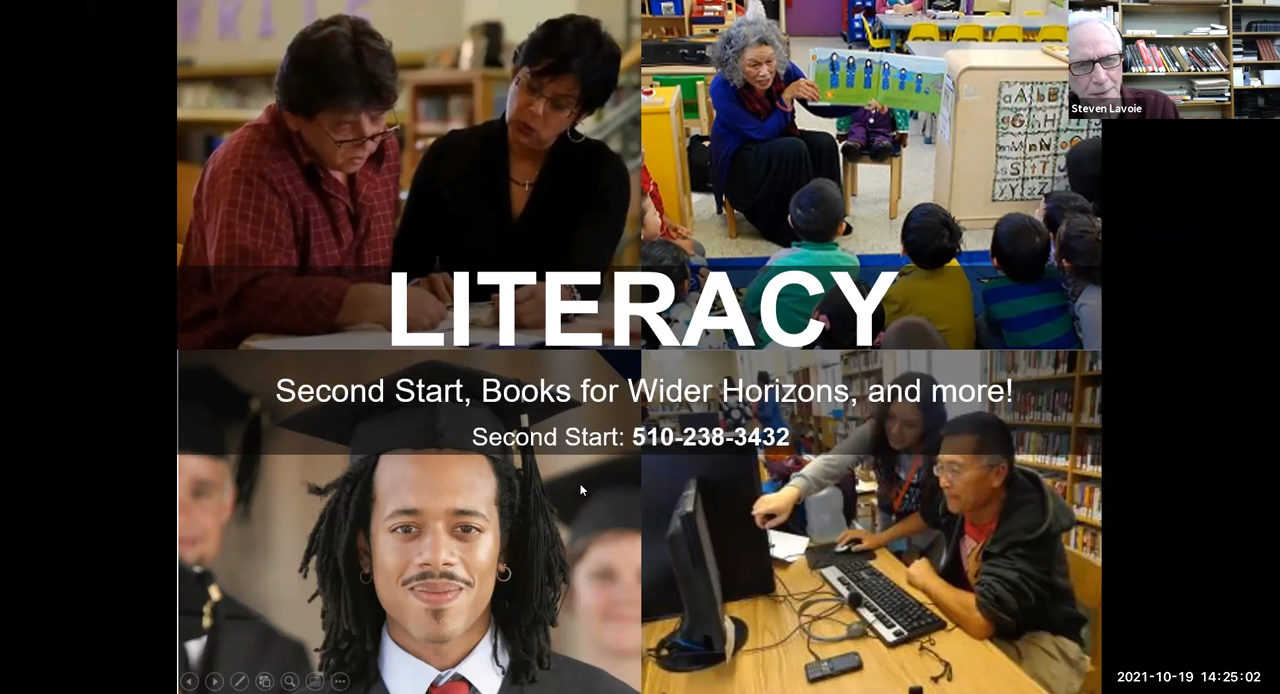 Steven Lavoie
LITERACY
Second Start, Books for Wider Horizons, and more!
Second Start: 510-238-3432
2021-10-19 14:25:02